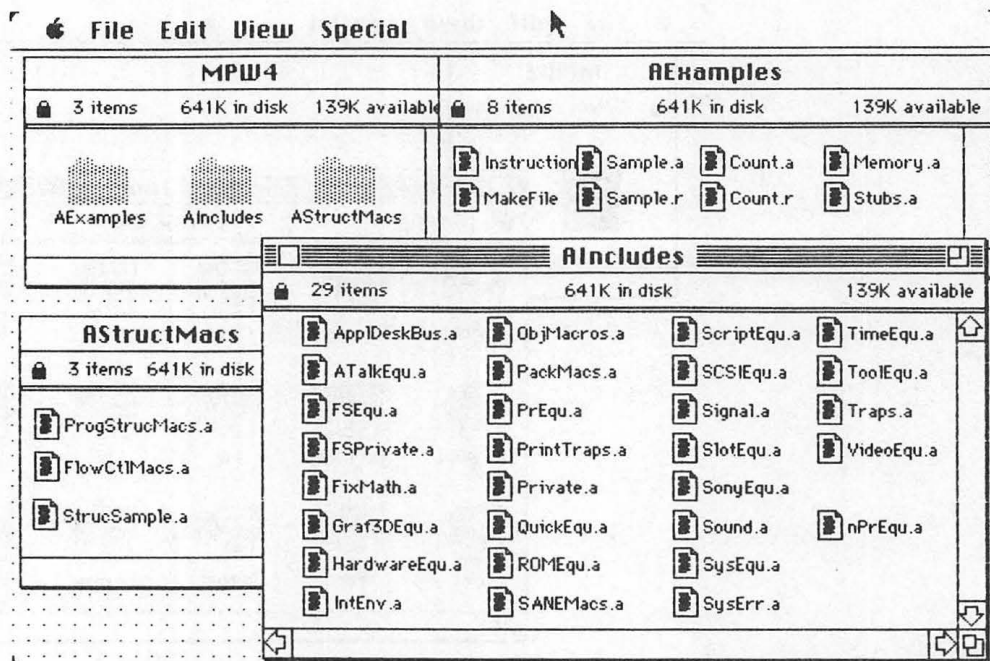 File Edit View Special
MPW4
3 items 641K in disk 139K available
AExamples AIncludes AStructMacs
AExamples
8 items 641K in disk 139K available
Instruction Sample.a Count.a Memory.a
MakeFile Sample.r Count.r Stubs.a
AIncludes
29 items 641K in disk 139K available
ApplDeskBus.a ObjMacros.a ScriptEqu.a TimeEqu.a
ATalkEqu.a PackMacs.a SCSIEqu.a ToolEqu.a
FSEqu.a PrEqu.a Signal.a Traps.a
FSPrivate.a PrintTraps.a SlotEqu.a VideoEqu.a
FixMath.a Private.a SonyEqu.a
Graf3DEqu.a QuickEqu.a Sound.a nPrEqu.a
HardwareEqu.a ROMEqu.a SysEqu.a
IntEnv.a SANEMacs.a SysErr.a
AStructMacs
3 items 641K in disk
ProgStrucMacs.a
FlowCtlMacs.a
StrucSample.a